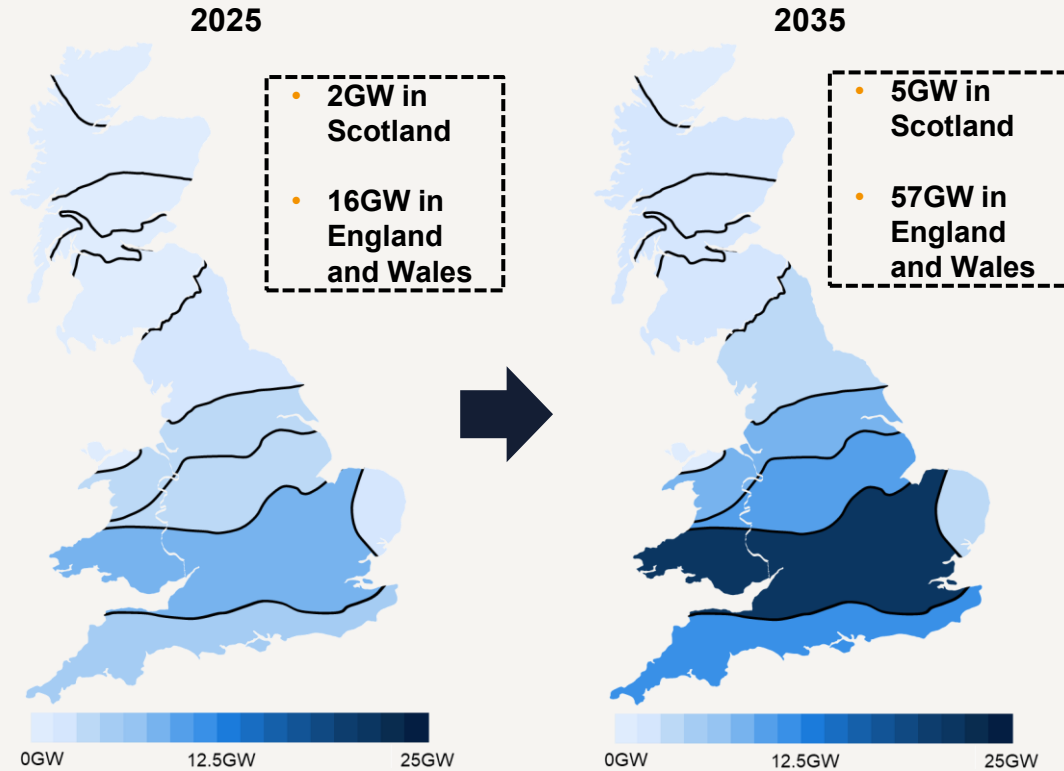 2025
• 2GW in
Scotland
• 16GW in
England
and Wales
0GW 12.5GW 25GW
2035
• 5GW in
Scotland
• 57GW in
England
and Wales
0GW 12.5GW 25GW